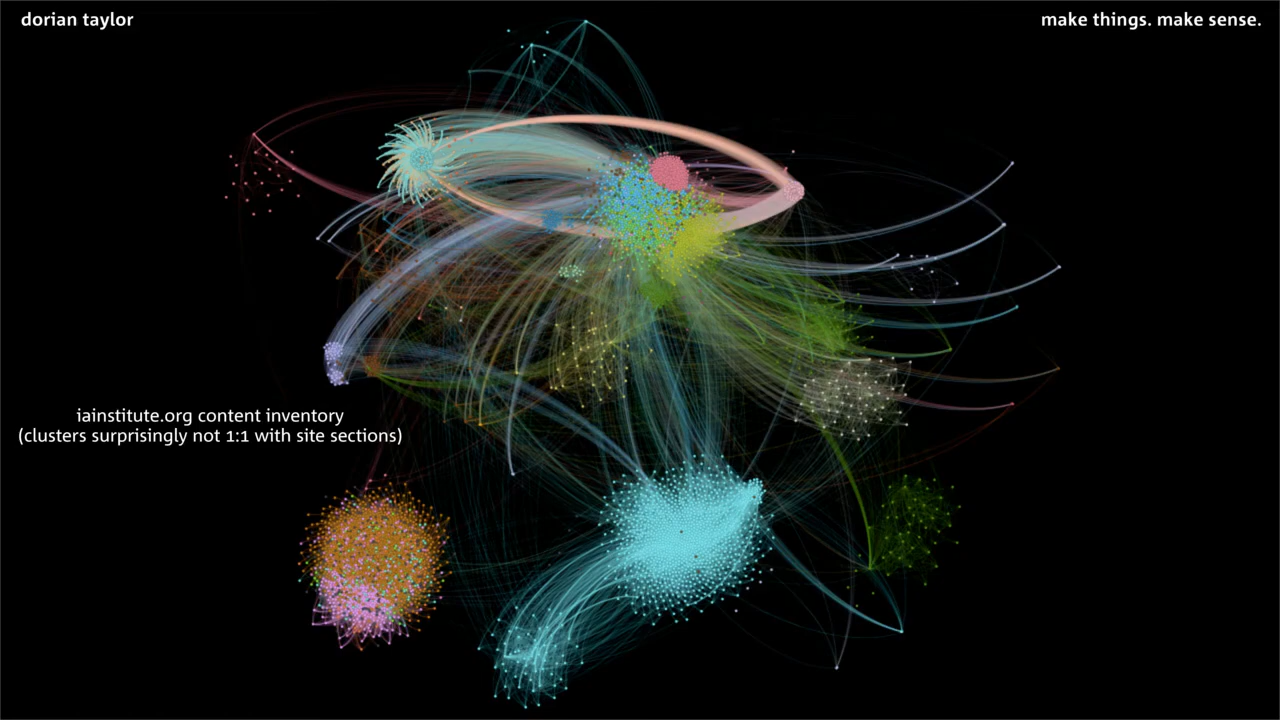 dorian taylor
make things. make sense.
iainstitute.org content inventory
(clusters surprisingly not 1:1 with site sections)